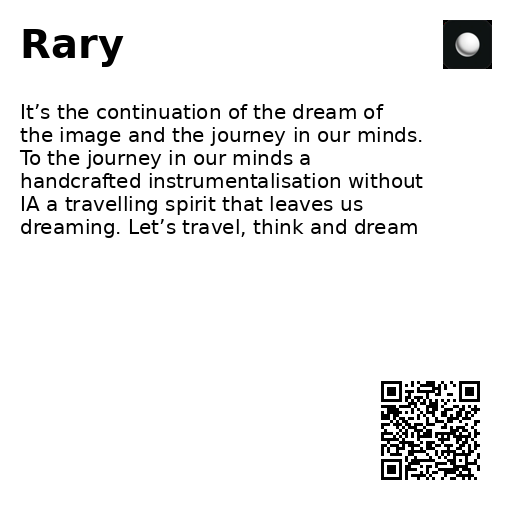 Rary
It’s the continuation of the dream of
the image and the journey in our minds.
To the journey in our minds a
handcrafted instrumentalisation without
IA a travelling spirit that leaves us
dreaming. Let’s travel, think and dream